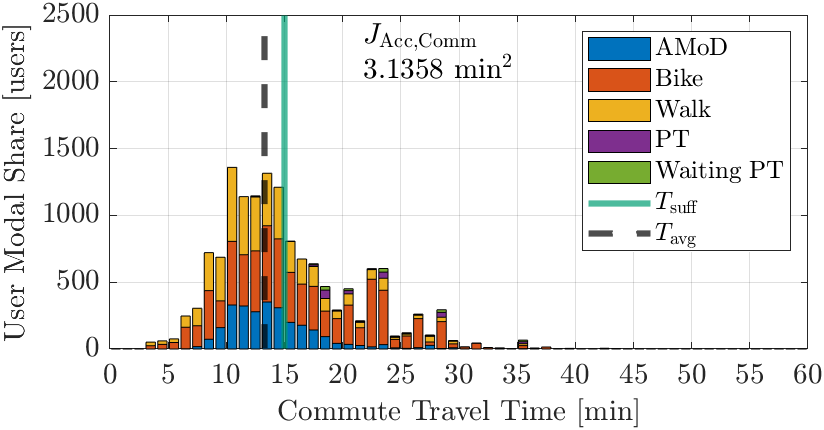 2500
2000
1500
1000
500
0
User Modal Share [users]
J_Acc,Comm
3.1358 min²
AMoD
Bike
Walk
PT
Waiting PT
T_suff
T_avg
0 5 10 15 20 25 30 35 40 45 50 55 60
Commute Travel Time [min]